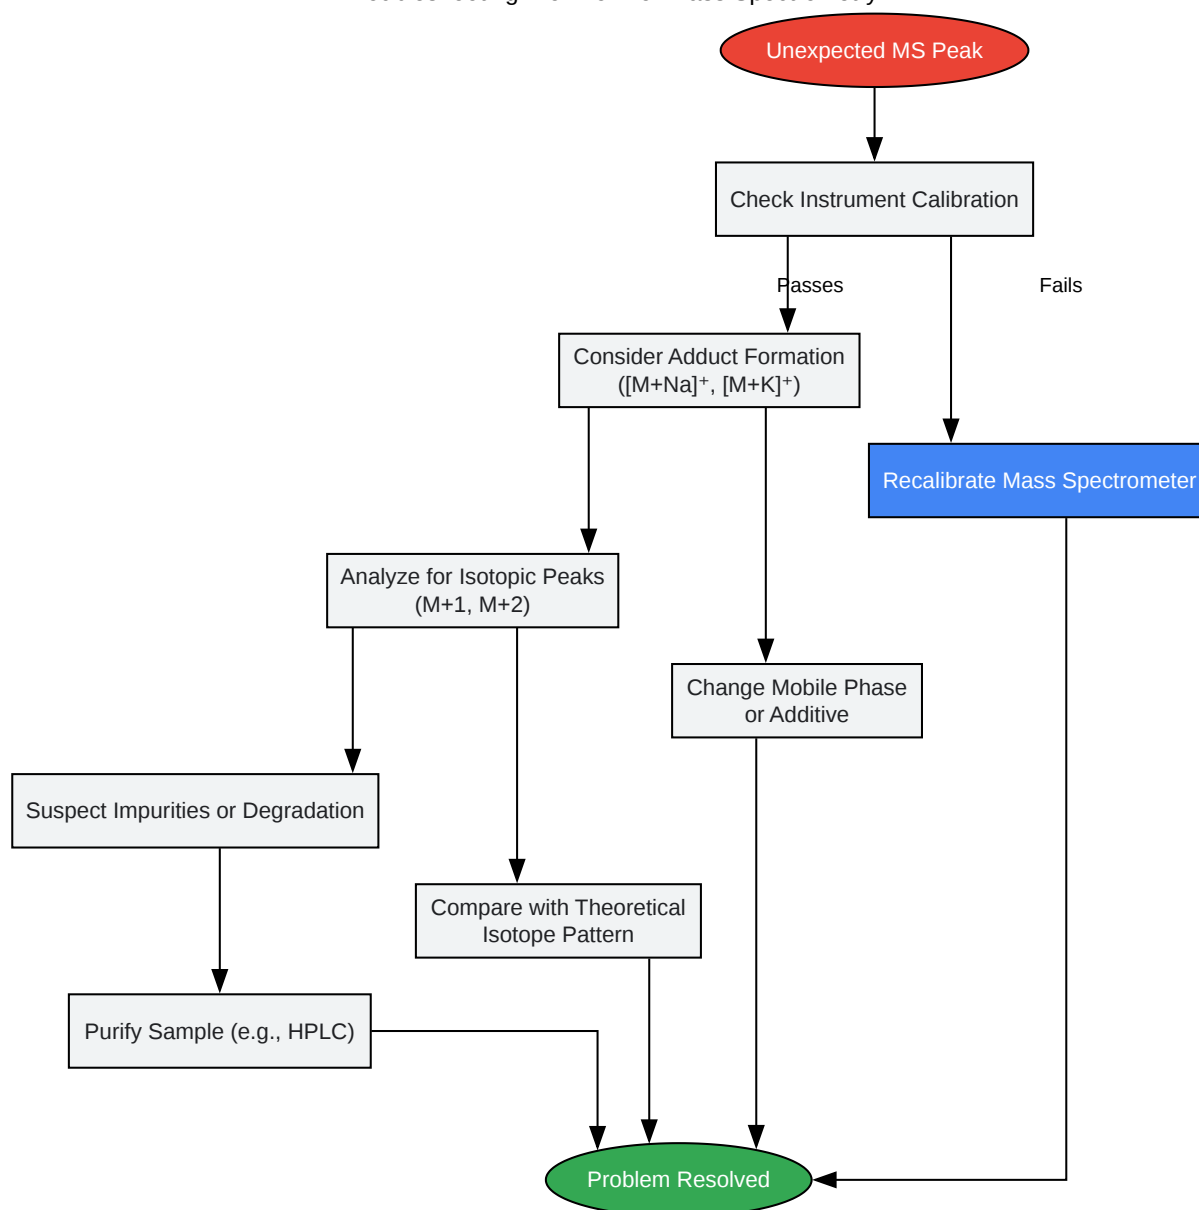 Unexpected MS Peak
Check Instrument Calibration
Passes
Fails
Consider Adduct Formation
([M+Na]⁺, [M+K]⁺)
Recalibrate Mass Spectrometer
Analyze for Isotopic Peaks
(M+1, M+2)
Change Mobile Phase
or Additive
Suspect Impurities or Degradation
Compare with Theoretical
Isotope Pattern
Purify Sample (e.g., HPLC)
Problem Resolved